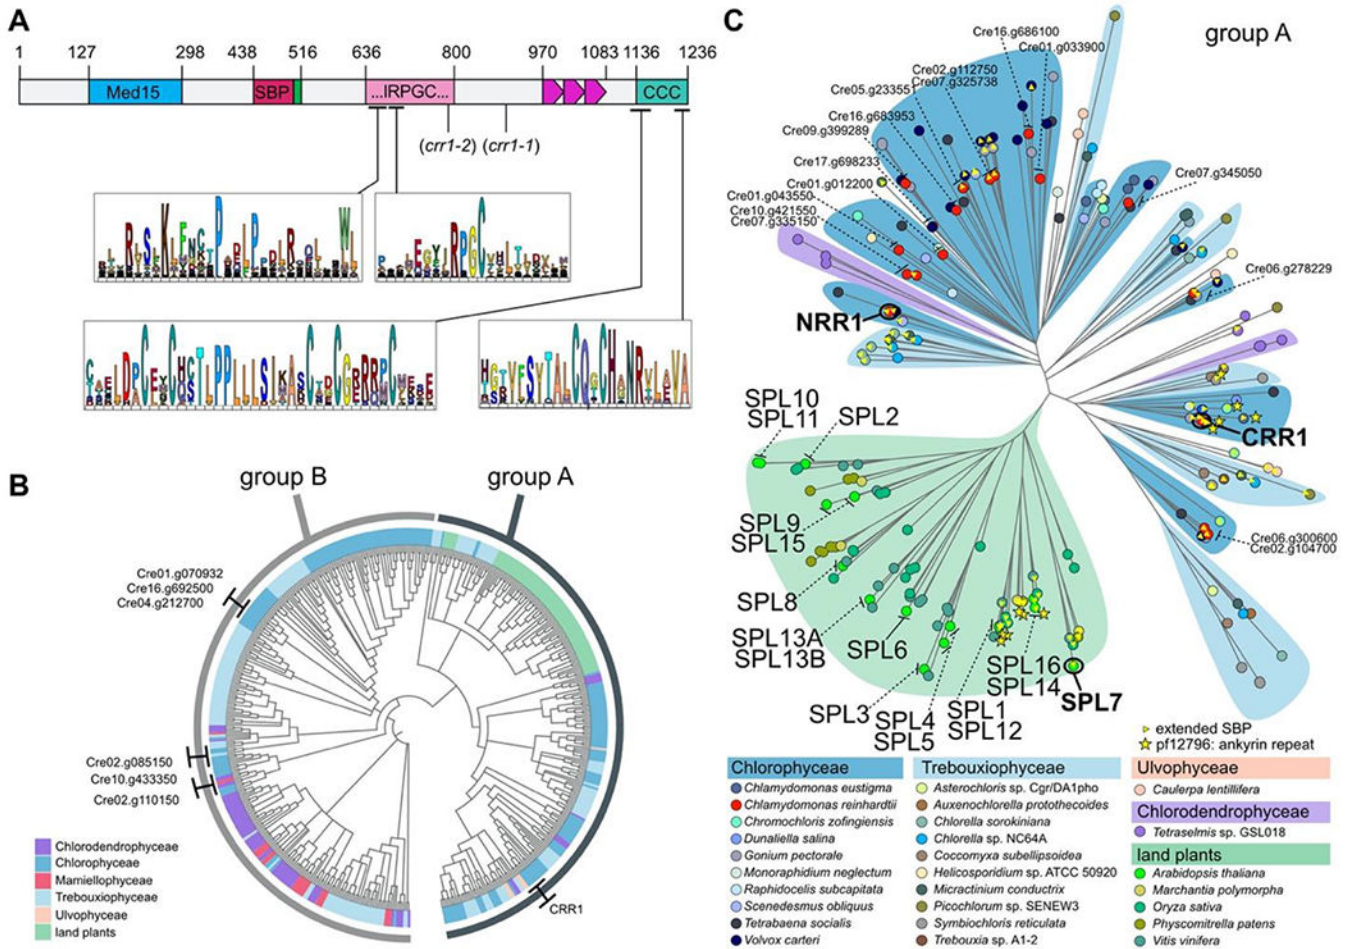 A
1 127 298 438 516 636 800 970 1083 1136 1236
Med15 SBP ...IRPGC... CCC
(crr1-2) (crr1-1)
B
group B
group A
Cre01.g070932
Cre16.g692500
Cre04.g212700
Cre02.g085150
Cre10.g433350
Cre02.g110150
CRR1
Chlorodendrophyceae
Chlorophyceae
Mamiellophyceae
Trebouxiophyceae
Ulvophyceae
land plants
C
group A
Cre16.g686100
Cre01.g033900
Cre02.g112750
Cre07.g325738
Cre05.g233551
Cre16.g683953
Cre09.g399289
Cre17.g698233
Cre01.g012200
Cre01.g043550
Cre10.g421550
Cre07.g335150
Cre07.g345050
Cre06.g278229
NRR1
CRR1
Cre06.g300600
Cre02.g104700
SPL10
SPL11
SPL2
SPL9
SPL15
SPL8
SPL13A
SPL13B
SPL6
SPL3
SPL4
SPL5
SPL1
SPL12
SPL16
SPL14
SPL7
extended SBP
pf12796: ankyrin repeat
Chlorophyceae
Chlamydomonas eustigma
Chlamydomonas reinhardtii
Chromochloris zofingiensis
Dunaliella salina
Gonium pectorale
Monoraphidium neglectum
Raphidocelis subcapitata
Scenedesmus obliquus
Tetrabaena socialis
Volvox carteri
Trebouxiophyceae
Asterochloris sp. Cgr/DA1pho
Auxenochlorella protothecoides
Chlorella sorokiniana
Chlorella sp. NC64A
Coccomyxa subellipsoidea
Helicosporidium sp. ATCC 50920
Micractinium conductrix
Picochlorum sp. SENEW3
Symbiochloris reticulata
Trebouxia sp. A1-2
Ulvophyceae
Caulerpa lentillifera
Chlorodendrophyceae
Tetraselmis sp. GSL018
land plants
Arabidopsis thaliana
Marchantia polymorpha
Oryza sativa
Physcomitrella patens
Vitis vinifera